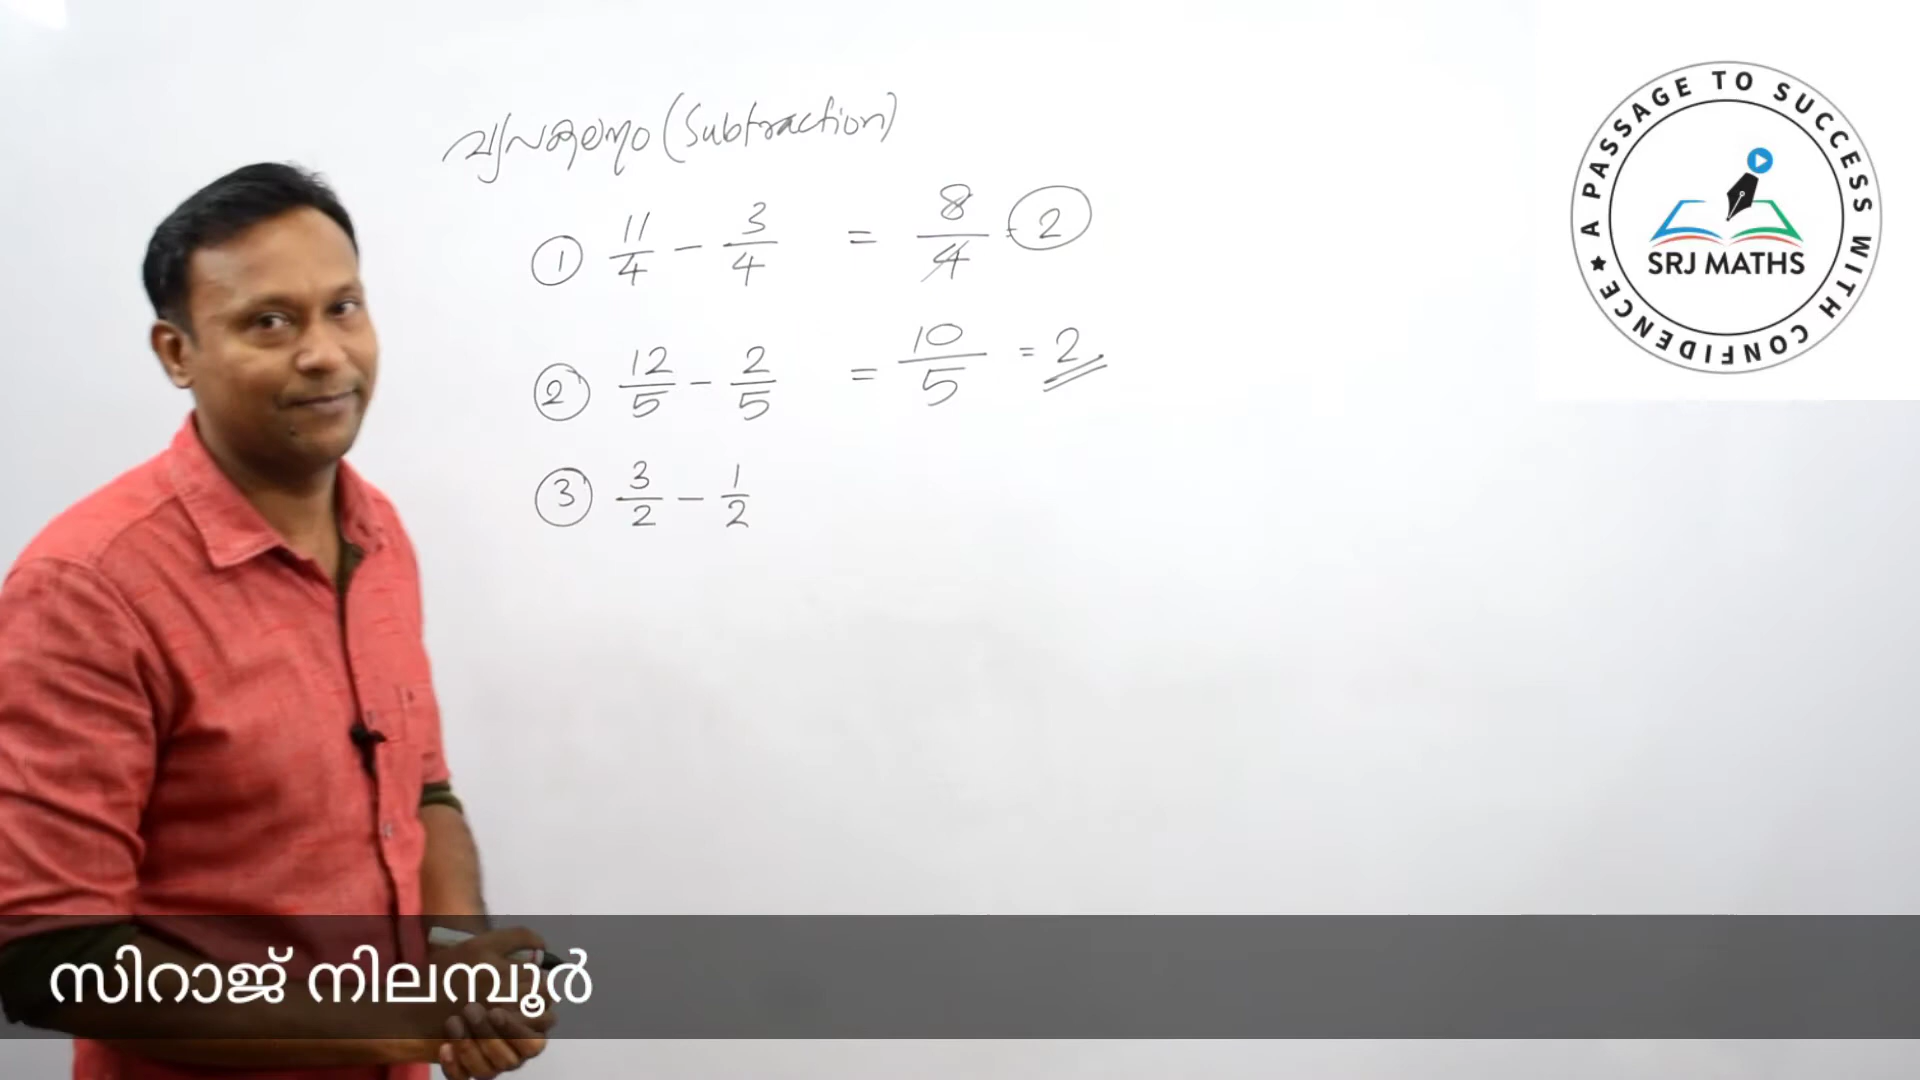 വ്യവകലനം (Subtraction)
① 11/4 - 3/4 = 8/4 = 2
② 12/5 - 2/5 = 10/5 = 2
③ 3/2 - 1/2
A PASSAGE TO SUCCESS WITH CONFIDENCE ★
SRJ MATHS
സിറാജ് നിലമ്പൂർ